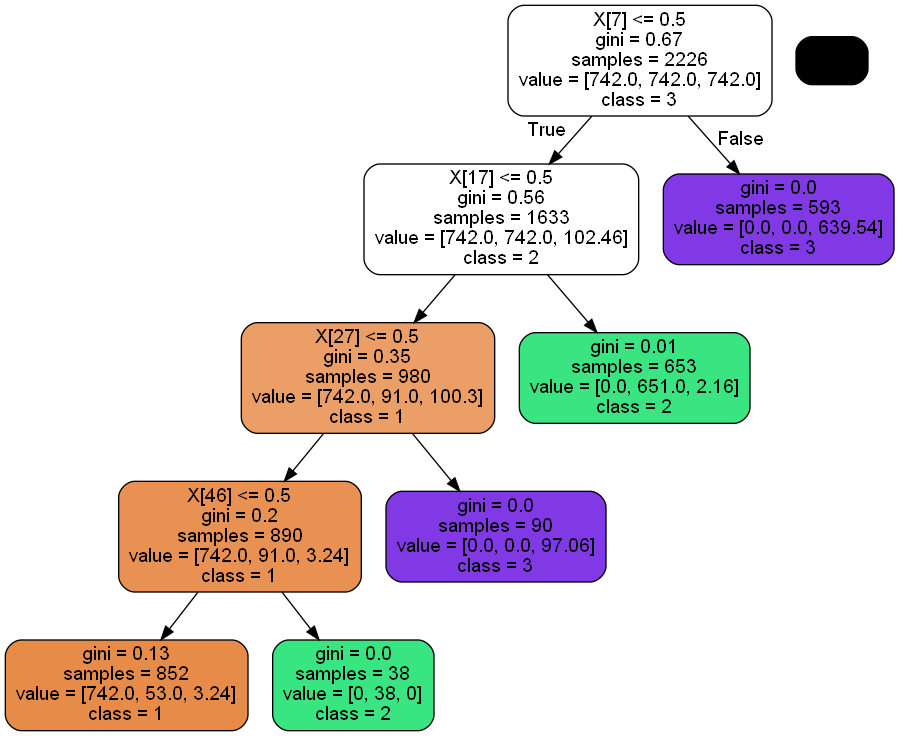 X[7] <= 0.5
gini = 0.67
samples = 2226
value = [742.0, 742.0, 742.0]
class = 3
True
False
X[17] <= 0.5
gini = 0.56
samples = 1633
value = [742.0, 742.0, 102.46]
class = 2
gini = 0.0
samples = 593
value = [0.0, 0.0, 639.54]
class = 3
X[27] <= 0.5
gini = 0.35
samples = 980
value = [742.0, 91.0, 100.3]
class = 1
gini = 0.01
samples = 653
value = [0.0, 651.0, 2.16]
class = 2
X[46] <= 0.5
gini = 0.2
samples = 890
value = [742.0, 91.0, 3.24]
class = 1
gini = 0.0
samples = 90
value = [0.0, 0.0, 97.06]
class = 3
gini = 0.13
samples = 852
value = [742.0, 53.0, 3.24]
class = 1
gini = 0.0
samples = 38
value = [0, 38, 0]
class = 2